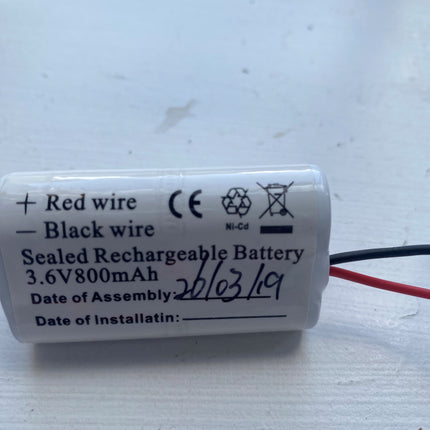 + Red wire
CE
Ni-Cd
— Black wire
Sealed Rechargeable Battery
3.6V800mAh
Date of Assembly: 26/03/19
Date of Installatin: